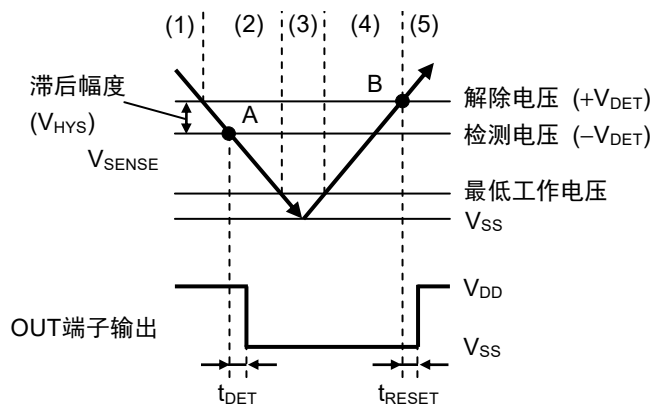 (1) (2) (3) (4) (5)
滞后幅度
(VHYS)
A
B
解除电压 (+VDET)
检测电压 (−VDET)
VSENSE
最低工作电压
VSS
VDD
OUT端子输出
VSS
tDET
tRESET